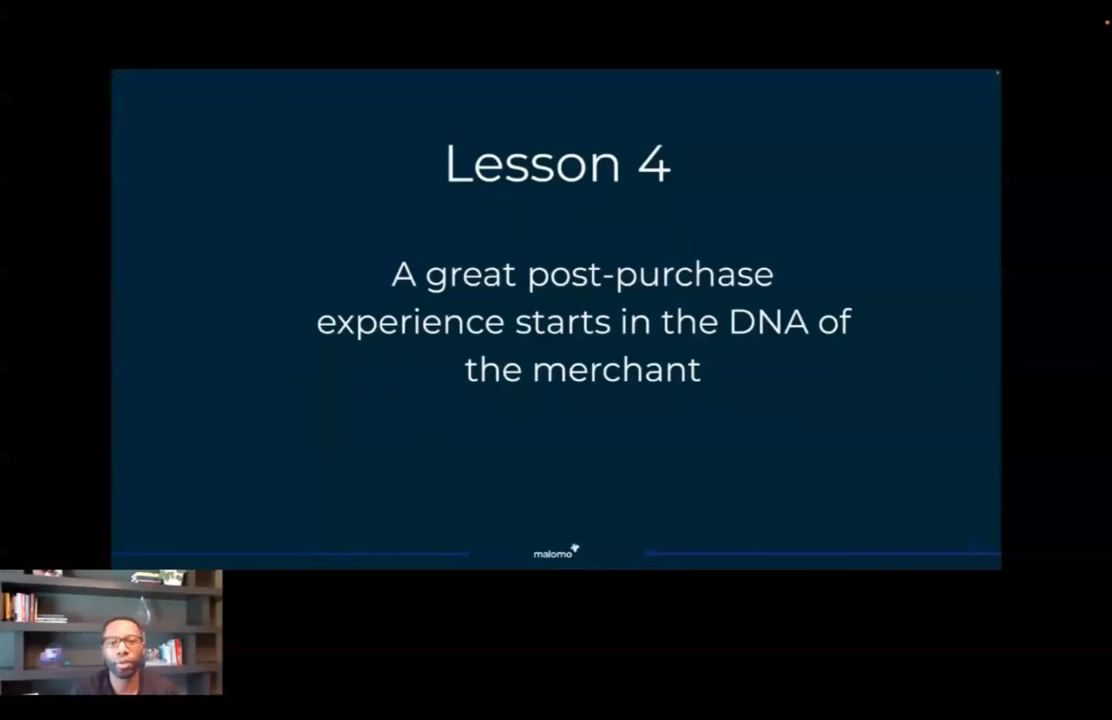 Lesson 4
A great post-purchase
experience starts in the DNA of
the merchant
malomo